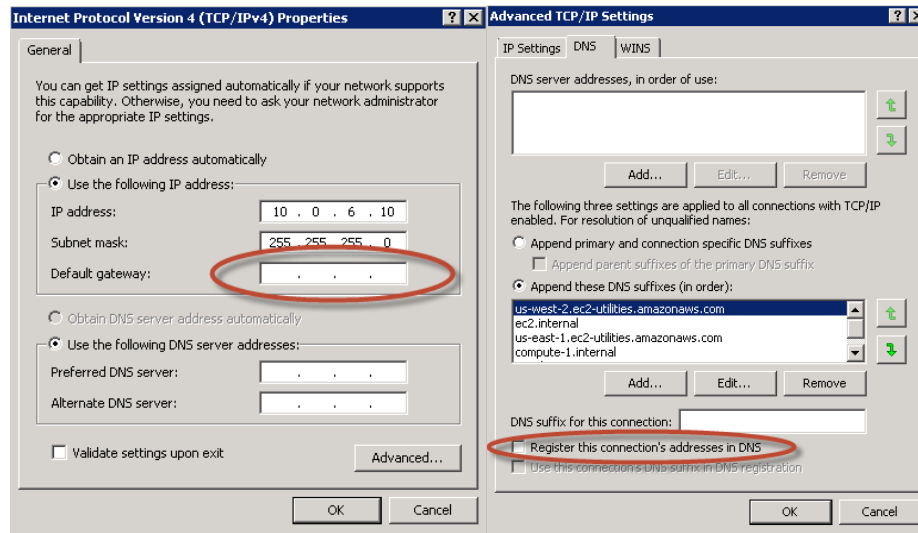 Internet Protocol Version 4 (TCP/IPv4) Properties
General
You can get IP settings assigned automatically if your network supports
this capability. Otherwise, you need to ask your network administrator
for the appropriate IP settings.
Obtain an IP address automatically
Use the following IP address:
IP address:
10 . 0 . 6 . 10
Subnet mask:
255 . 255 . 255 . 0
Default gateway:
. . .
Obtain DNS server address automatically
Use the following DNS server addresses:
Preferred DNS server:
. . .
Alternate DNS server:
. . .
Validate settings upon exit
Advanced...
OK
Cancel
Advanced TCP/IP Settings
IP Settings
DNS
WINS
DNS server addresses, in order of use:
Add...
Edit...
Remove
The following three settings are applied to all connections with TCP/IP
enabled. For resolution of unqualified names:
Append primary and connection specific DNS suffixes
Append parent suffixes of the primary DNS suffix
Append these DNS suffixes (in order):
us-west-2.ec2-utilities.amazonaws.com
ec2.internal
us-east-1.ec2-utilities.amazonaws.com
compute-1.internal
Add...
Edit...
Remove
DNS suffix for this connection:
Register this connection's addresses in DNS
Use this connection's DNS suffix in DNS registration
OK
Cancel